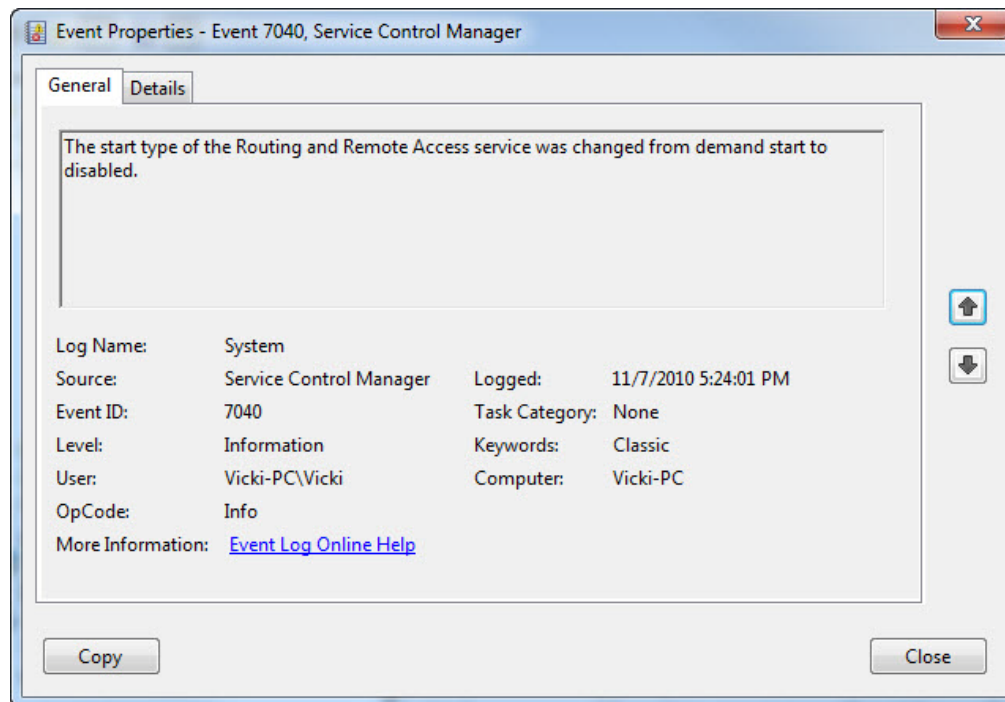 Event Properties - Event 7040, Service Control Manager
General Details
The start type of the Routing and Remote Access service was changed from demand start to
disabled.
Log Name: System
Source: Service Control Manager Logged: 11/7/2010 5:24:01 PM
Event ID: 7040 Task Category: None
Level: Information Keywords: Classic
User: Vicki-PC\Vicki Computer: Vicki-PC
OpCode: Info
More Information: Event Log Online Help
Copy Close